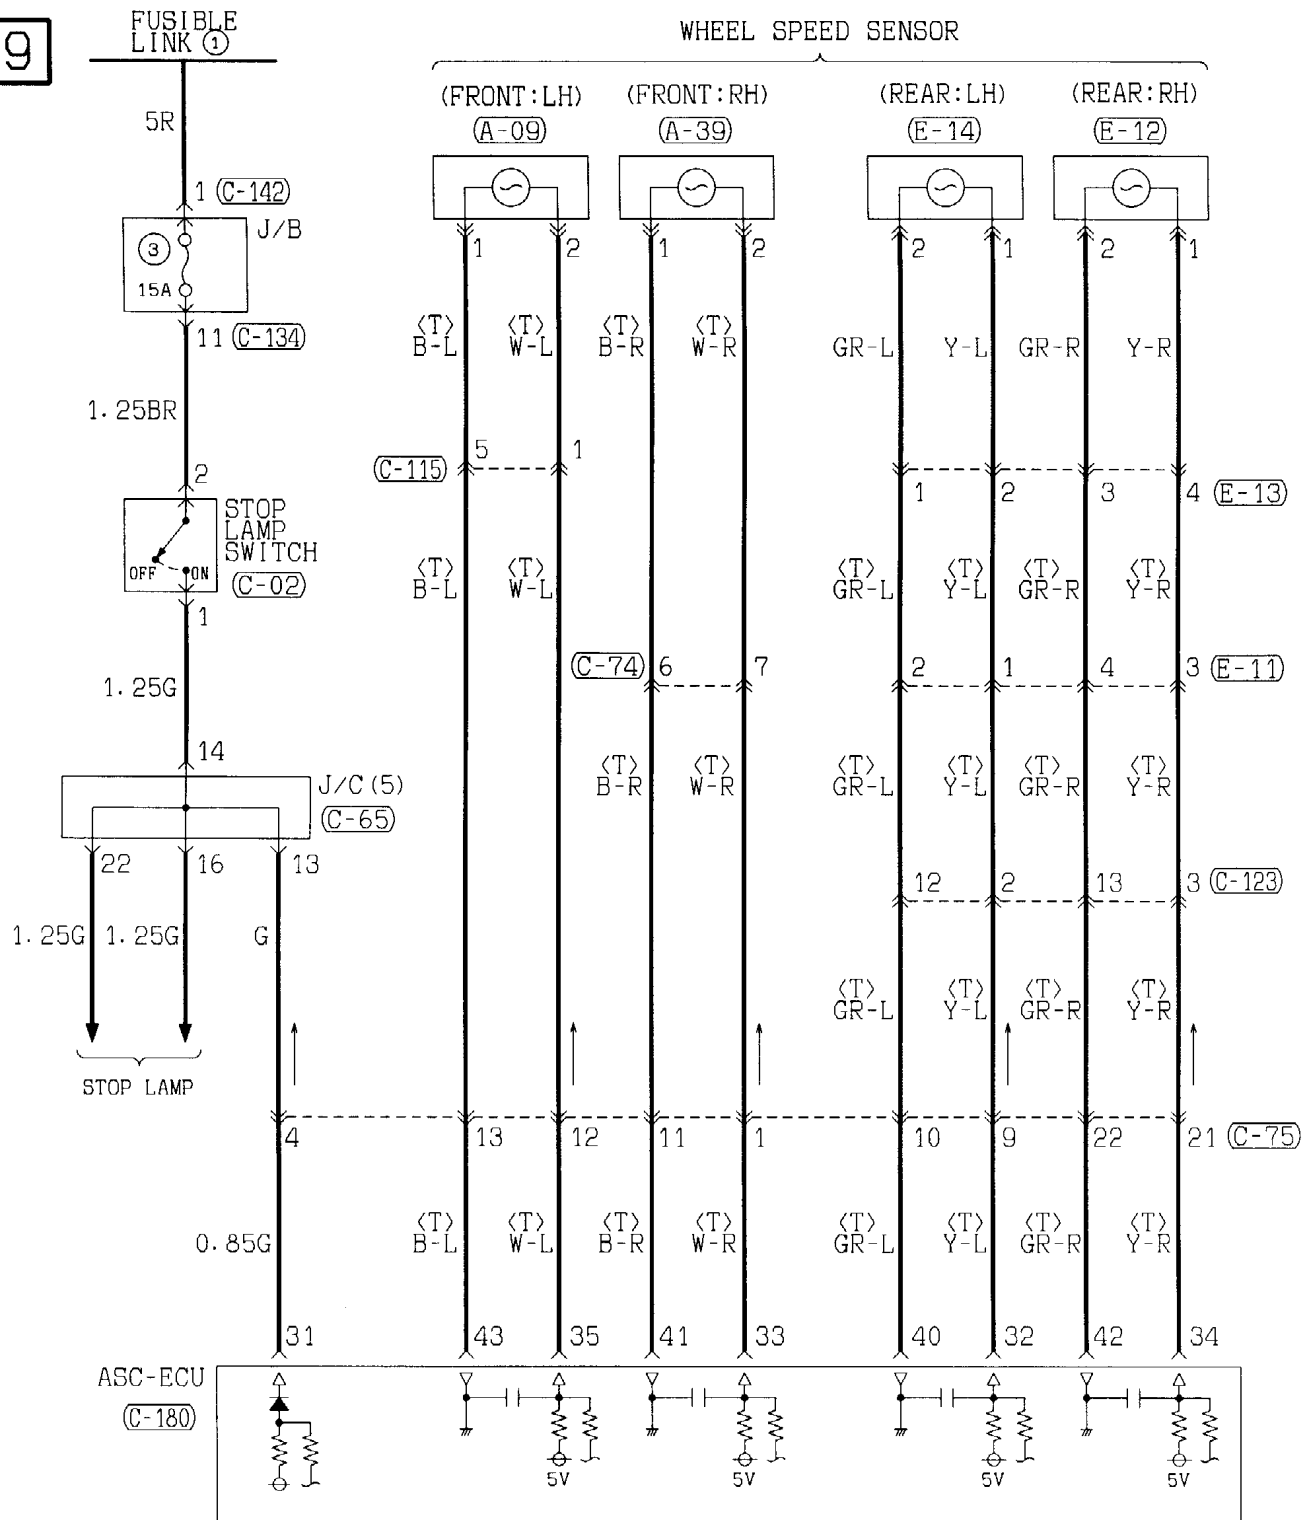 9
FUSIBLE
LINK ①
WHEEL SPEED SENSOR
(FRONT:LH) (FRONT:RH) (REAR:LH) (REAR:RH)
A-09 A-39 E-14 E-12
5R
1 C-142
J/B
3
15A
1 2 1 2 2 1 2 1
11 C-134
<T> <T> <T> <T>
B-L W-L B-R W-R GR-L Y-L GR-R Y-R
1.25BR
5 1
C-115
2
1 2 3 4 E-13
STOP
LAMP
SWITCH
OFF ON
C-02
<T> <T> <T> <T> <T> <T>
B-L W-L GR-L Y-L GR-R Y-R
1
C-74 6 7 2 1 4 3 E-11
1.25G
14
<T> <T> <T> <T> <T> <T>
B-R W-R GR-L Y-L GR-R Y-R
J/C(5)
C-65
22 16 13
12 2 13 3 C-123
1.25G 1.25G G
<T> <T> <T> <T>
GR-L Y-L GR-R Y-R
STOP LAMP
4 13 12 11 1 10 9 22 21 C-75
<T> <T> <T> <T> <T> <T> <T> <T>
0.85G B-L W-L B-R W-R GR-L Y-L GR-R Y-R
31 43 35 41 33 40 32 42 34
ASC-ECU
C-180
5V 5V 5V 5V